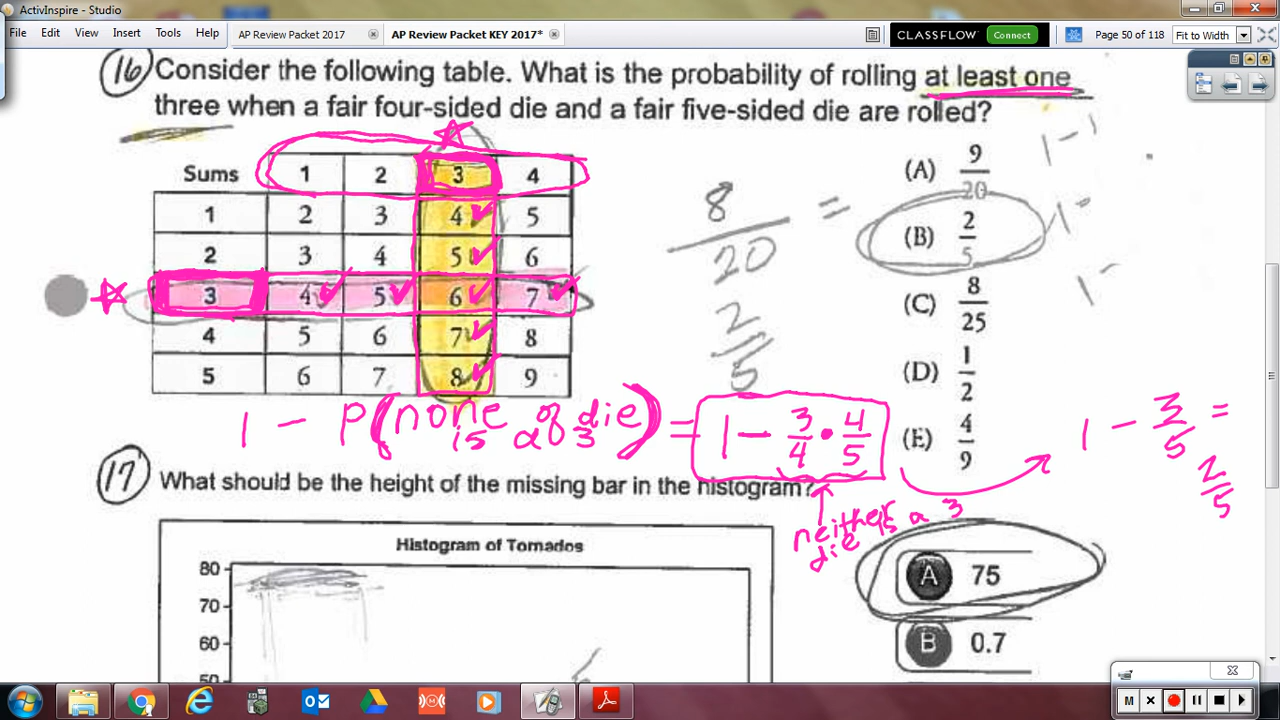 ActivInspire - Studio
File Edit View Insert Tools Help
AP Review Packet 2017
AP Review Packet KEY 2017*
CLASSFLOW Connect
Page 50 of 118
Fit to Width
16 Consider the following table. What is the probability of rolling at least one
three when a fair four-sided die and a fair five-sided die are rolled?
Sums 1 2 3 4
1 2 3 4 5
2 3 4 5 6
3 4 5 6 7
4 5 6 7 8
5 6 7 8 9
8/20 =
2/5
(A) 9/20
(B) 2/5
(C) 8/25
(D) 1/2
(E) 4/9
1 -
1 -
1 -
1 - P(none of die is a 3) = 1 - 3/4 • 4/5
1 - 3/5 =
2/5
neither die is a 3
17 What should be the height of the missing bar in the histogram?
Histogram of Tornados
80
70
60
50
A 75
B 0.7
M